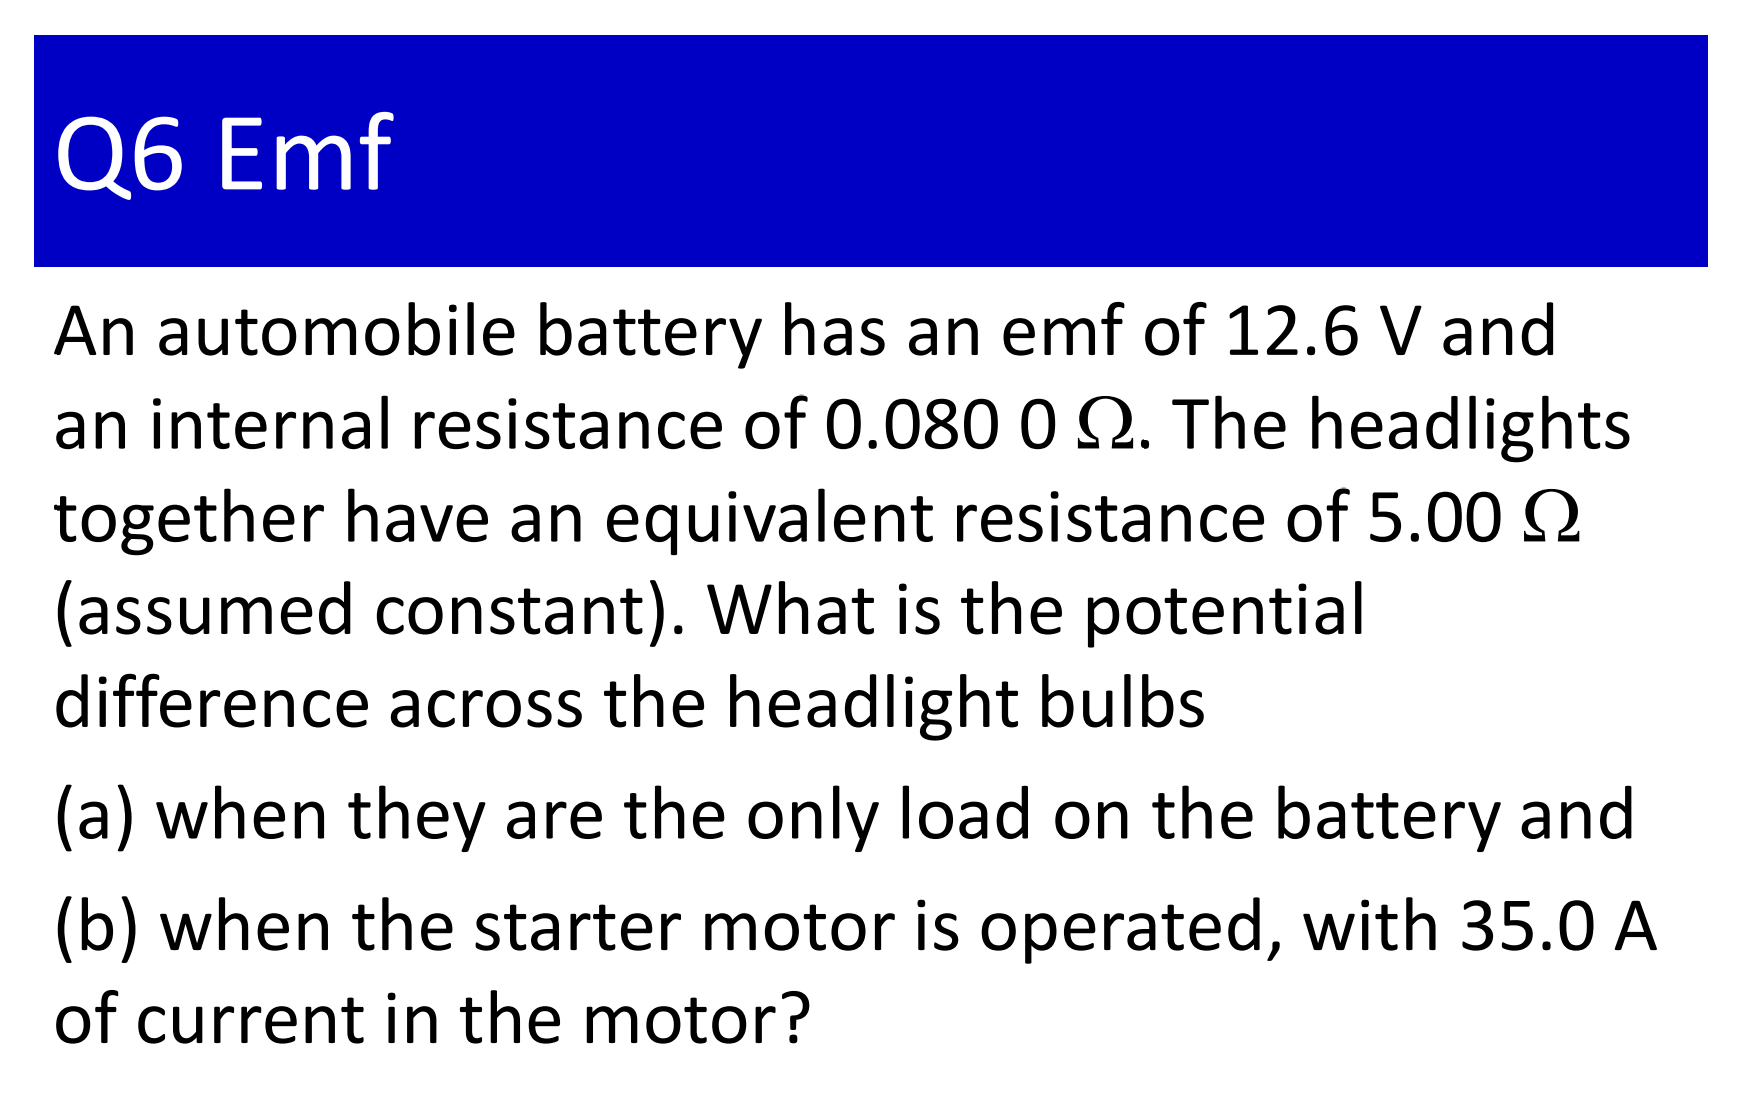 Q6 Emf
An automobile battery has an emf of 12.6 V and
an internal resistance of 0.080 0 Ω. The headlights
together have an equivalent resistance of 5.00 Ω
(assumed constant). What is the potential
difference across the headlight bulbs
(a) when they are the only load on the battery and
(b) when the starter motor is operated, with 35.0 A
of current in the motor?